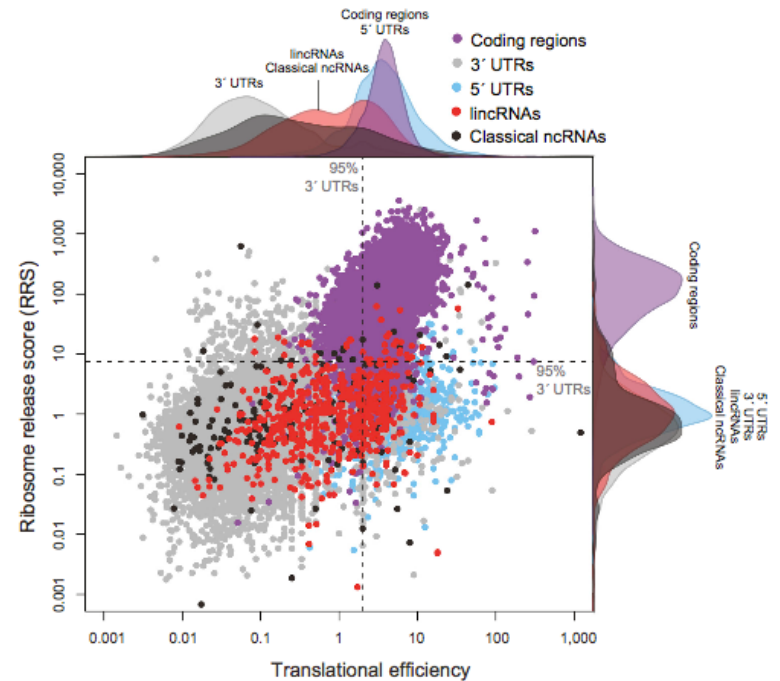 Coding regions
5´ UTRs
lincRNAs
Classical ncRNAs
3´ UTRs
Coding regions
3´ UTRs
5´ UTRs
lincRNAs
Classical ncRNAs
95%
3´ UTRs
10,000
1,000
100
10
1
0.1
0.01
0.001
Ribosome release score (RRS)
95%
3´ UTRs
Coding regions
5´ UTRs
3´ UTRs
lincRNAs
Classical ncRNAs
0.001
0.01
0.1
1
10
100
1,000
Translational efficiency